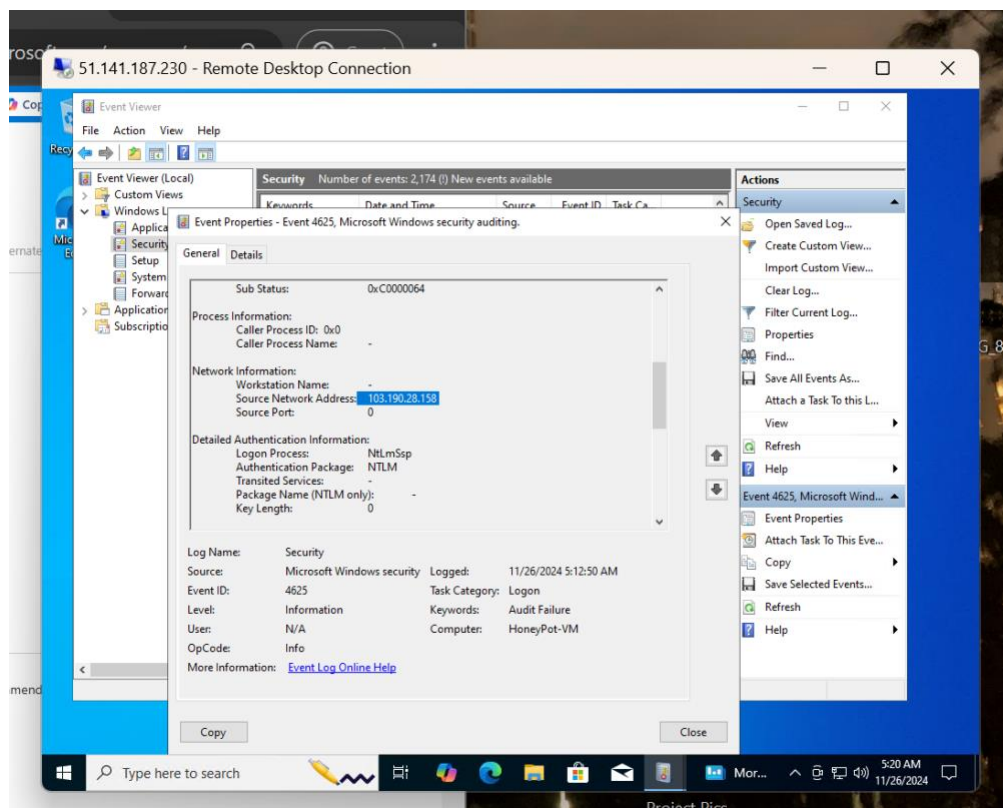 51.141.187.230 - Remote Desktop Connection
Event Viewer
File Action View Help
Event Viewer (Local)
Custom Views
Windows L
Applica
Security
Setup
System
Forward
Application
Subscriptio
Security Number of events: 2,174 (!) New events available
Keywords Date and Time Source Event ID Task Ca...
Event Properties - Event 4625, Microsoft Windows security auditing.
General Details
Sub Status: 0xC0000064
Process Information:
Caller Process ID: 0x0
Caller Process Name: -
Network Information:
Workstation Name: -
Source Network Address: 103.190.28.158
Source Port: 0
Detailed Authentication Information:
Logon Process: NtLmSsp
Authentication Package: NTLM
Transited Services: -
Package Name (NTLM only): -
Key Length: 0
Log Name: Security
Source: Microsoft Windows security Logged: 11/26/2024 5:12:50 AM
Event ID: 4625 Task Category: Logon
Level: Information Keywords: Audit Failure
User: N/A Computer: HoneyPot-VM
OpCode: Info
More Information: Event Log Online Help
Copy Close
Actions
Security
Open Saved Log...
Create Custom View...
Import Custom View...
Clear Log...
Filter Current Log...
Properties
Find...
Save All Events As...
Attach a Task To this L...
View
Refresh
Help
Event 4625, Microsoft Wind...
Event Properties
Attach Task To This Eve...
Copy
Save Selected Events...
Refresh
Help
Type here to search
Mor...
5:20 AM
11/26/2024